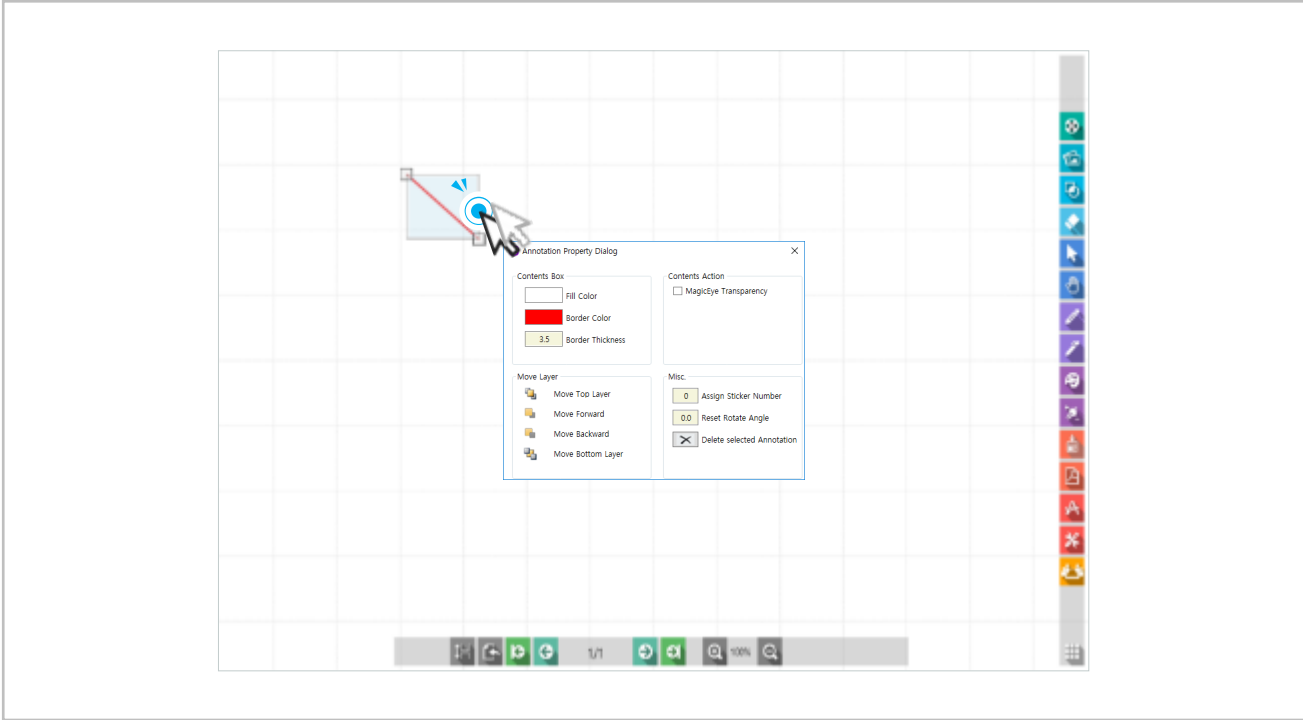 Annotation Property Dialog
Contents Box
Fill Color
Border Color
3.5 Border Thickness
Contents Action
MagicEye Transparency
Move Layer
Move Top Layer
Move Forward
Move Backward
Move Bottom Layer
Misc.
0 Assign Sticker Number
0.0 Reset Rotate Angle
Delete selected Annotation
1/1
100%